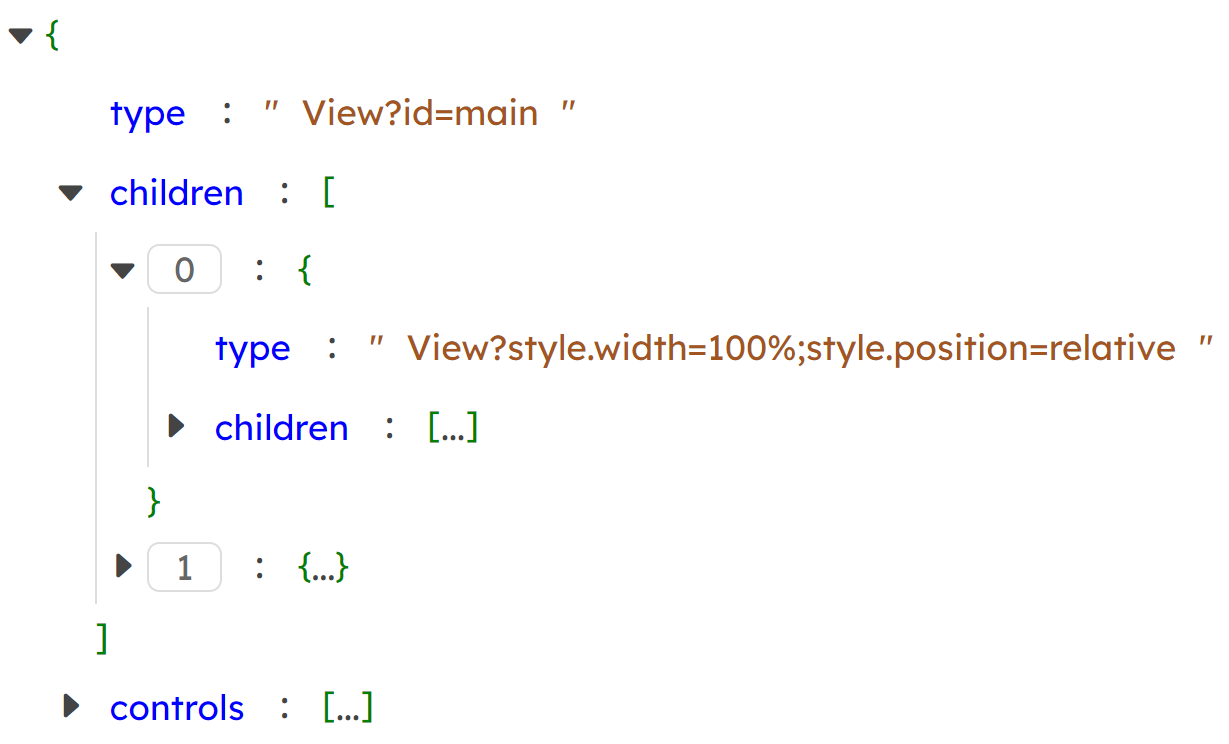 {
type : " View?id=main "
children : [
0 : {
type : " View?style.width=100%;style.position=relative "
children : [...]
}
1 : {...}
]
controls : [...]